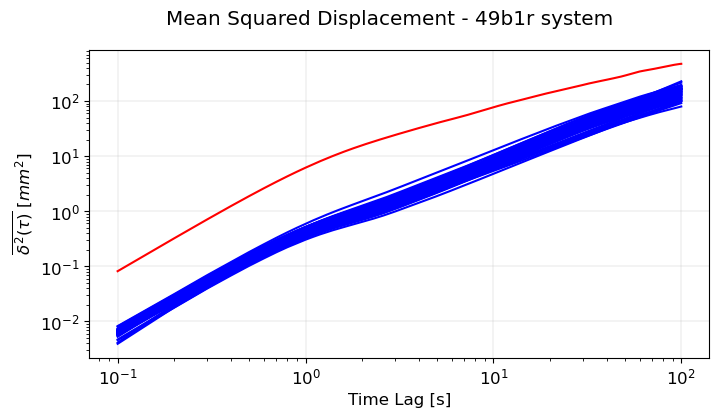 Mean Squared Displacement - 49b1r system
10²
10¹
10⁰
10⁻¹
10⁻²
δ²(τ) [mm²]
10⁻¹ 10⁰ 10¹ 10²
Time Lag [s]